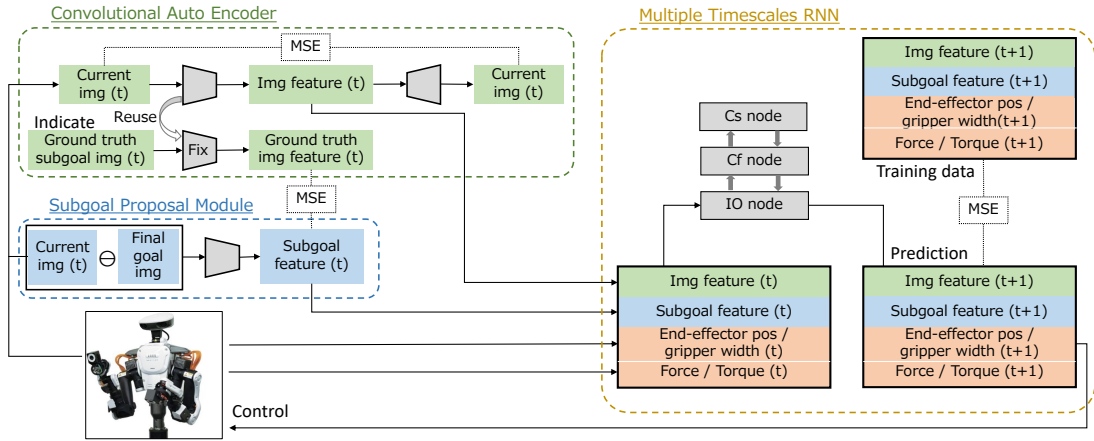 Convolutional Auto Encoder
MSE
Current
img (t)
Img feature (t)
Current
img (t)
Reuse
Indicate
Ground truth
subgoal img (t)
Fix
Ground truth
img feature (t)
MSE
Subgoal Proposal Module
Current
img (t)
⊖
Final
goal
img
Subgoal
feature (t)
Control
Multiple Timescales RNN
Img feature (t+1)
Subgoal feature (t+1)
End-effector pos /
gripper width(t+1)
Force / Torque (t+1)
Training data
MSE
Cs node
Cf node
IO node
Prediction
Img feature (t)
Subgoal feature (t)
End-effector pos /
gripper width (t)
Force / Torque (t)
Img feature (t+1)
Subgoal feature (t+1)
End-effector pos /
gripper width (t+1)
Force / Torque (t+1)